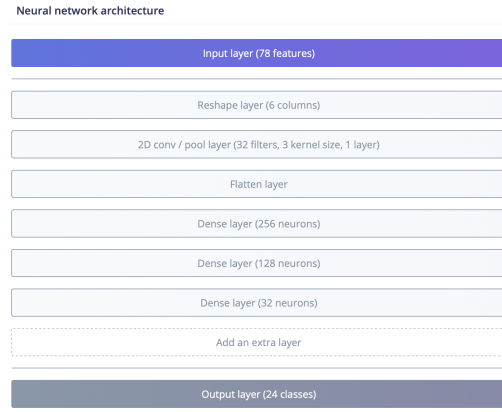 Neural network architecture
Input layer (78 features)
Reshape layer (6 columns)
2D conv / pool layer (32 filters, 3 kernel size, 1 layer)
Flatten layer
Dense layer (256 neurons)
Dense layer (128 neurons)
Dense layer (32 neurons)
Add an extra layer
Output layer (24 classes)